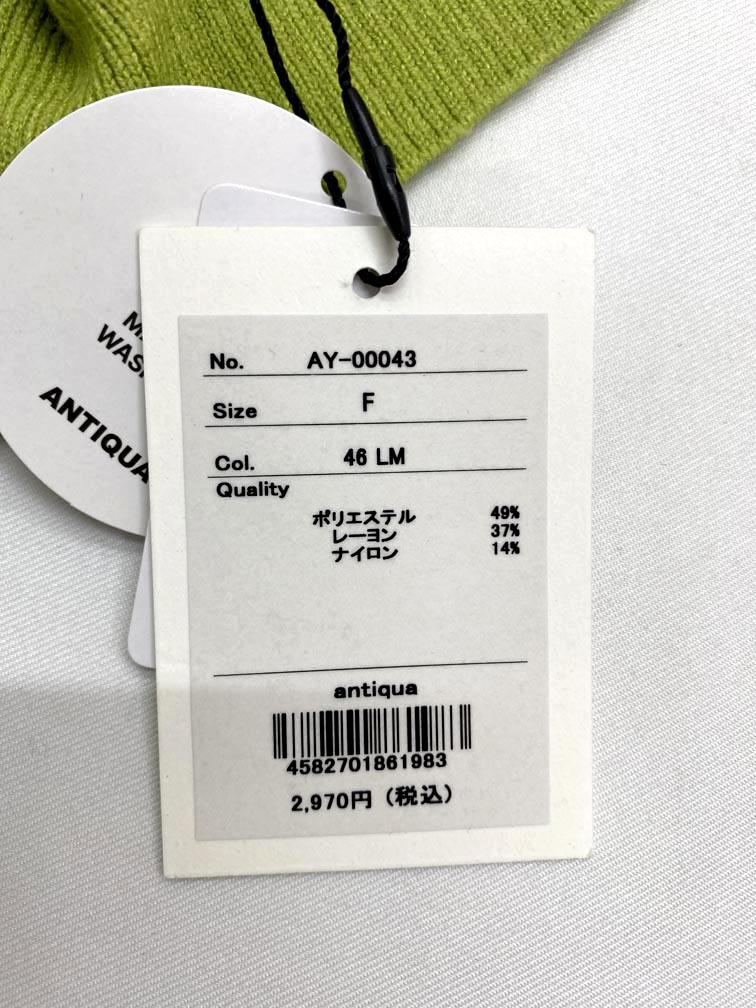 No. AY-00043
Size F
Col. 46 LM
Quality
ポリエステル 49%
レーヨン 37%
ナイロン 14%
antiqua
4582701861983
2,970円 (税込)
ANTIQUA